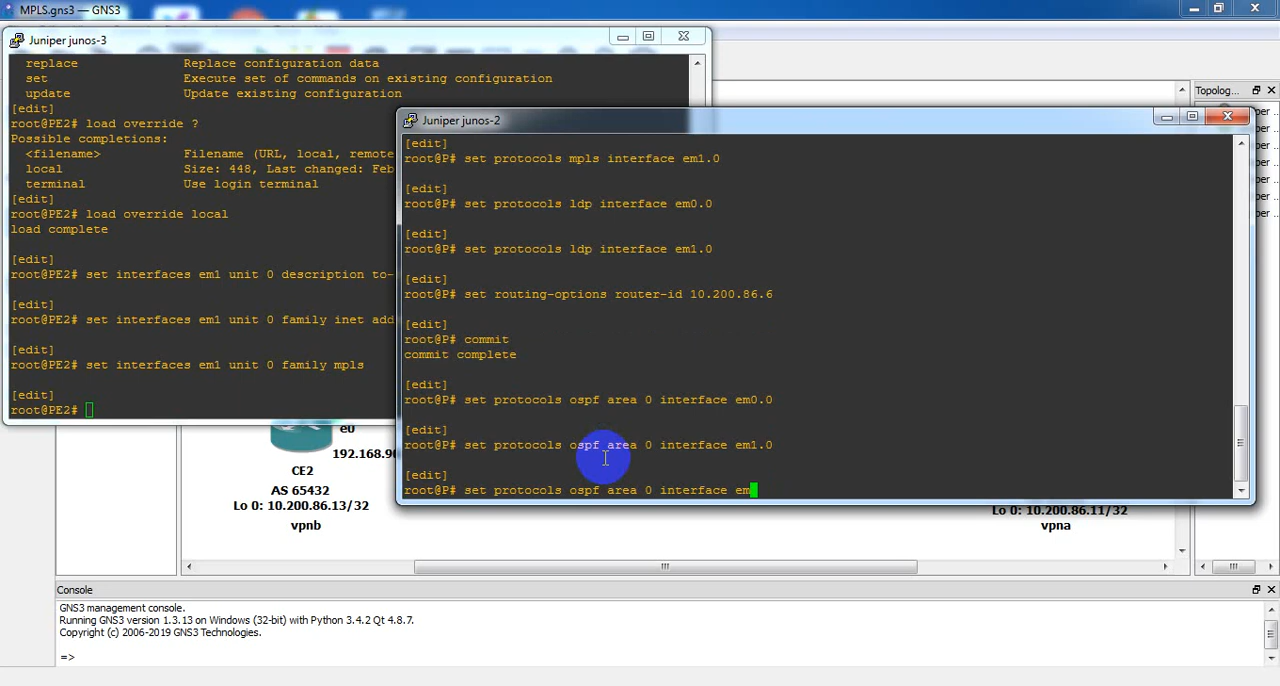 MPLS.gns3 — GNS3
Juniper junos-3
replace Replace configuration data
set Execute set of commands on existing configuration
update Update existing configuration
[edit]
root@PE2# load override ?
Possible completions:
<filename> Filename (URL, local, remote
local Size: 448, Last changed: Feb
terminal Use login terminal
[edit]
root@PE2# load override local
load complete
[edit]
root@PE2# set interfaces em1 unit 0 description to-
[edit]
root@PE2# set interfaces em1 unit 0 family inet add
[edit]
root@PE2# set interfaces em1 unit 0 family mpls
[edit]
root@PE2#
Juniper junos-2
[edit]
root@P# set protocols mpls interface em1.0
[edit]
root@P# set protocols ldp interface em0.0
[edit]
root@P# set protocols ldp interface em1.0
[edit]
root@P# set routing-options router-id 10.200.86.6
[edit]
root@P# commit
commit complete
[edit]
root@P# set protocols ospf area 0 interface em0.0
[edit]
root@P# set protocols ospf area 0 interface em1.0
[edit]
root@P# set protocols ospf area 0 interface em
Topolog...
per ..
per ..
per ..
per ..
per ..
per ..
per ..
e0
192.168.90
CE2
AS 65432
Lo 0: 10.200.86.13/32
vpnb
Lo 0: 10.200.86.11/32
vpna
Console
GNS3 management console.
Running GNS3 version 1.3.13 on Windows (32-bit) with Python 3.4.2 Qt 4.8.7.
Copyright (c) 2006-2019 GNS3 Technologies.
=>